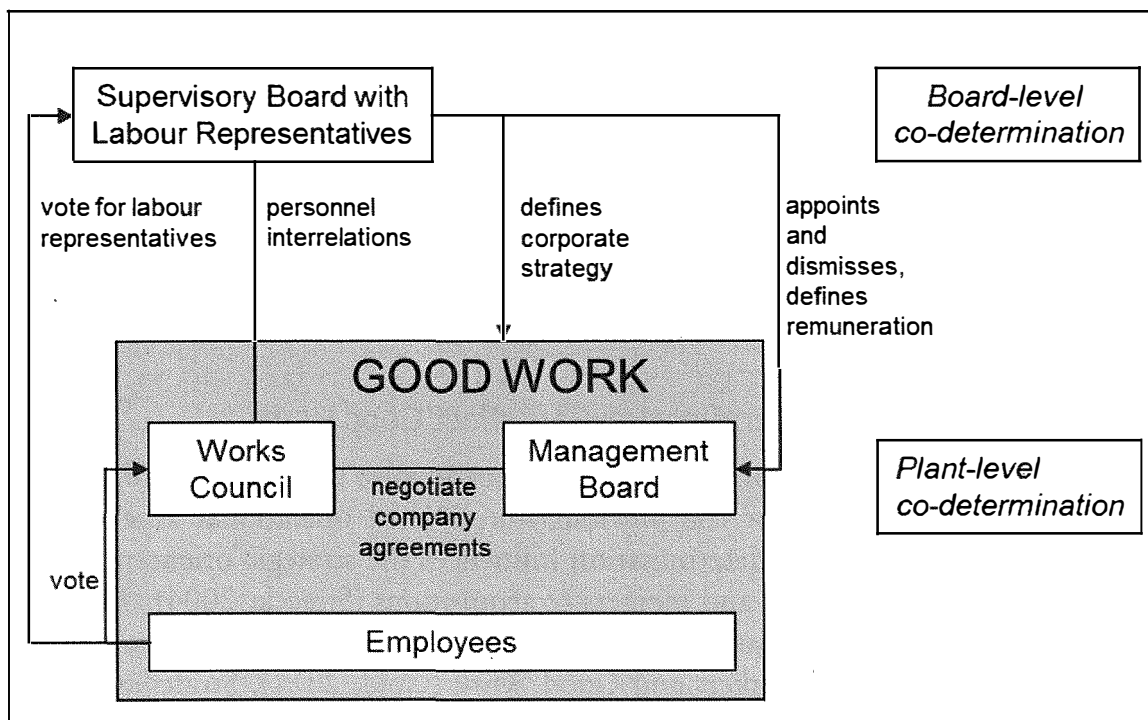 Supervisory Board with
Labour Representatives
Board-level
co-determination
vote for labour
representatives
personnel
interrelations
defines
corporate
strategy
appoints
and
dismisses,
defines
remuneration
GOOD WORK
Works
Council
negotiate
company
agreements
Management
Board
Plant-level
co-determination
vote
Employees